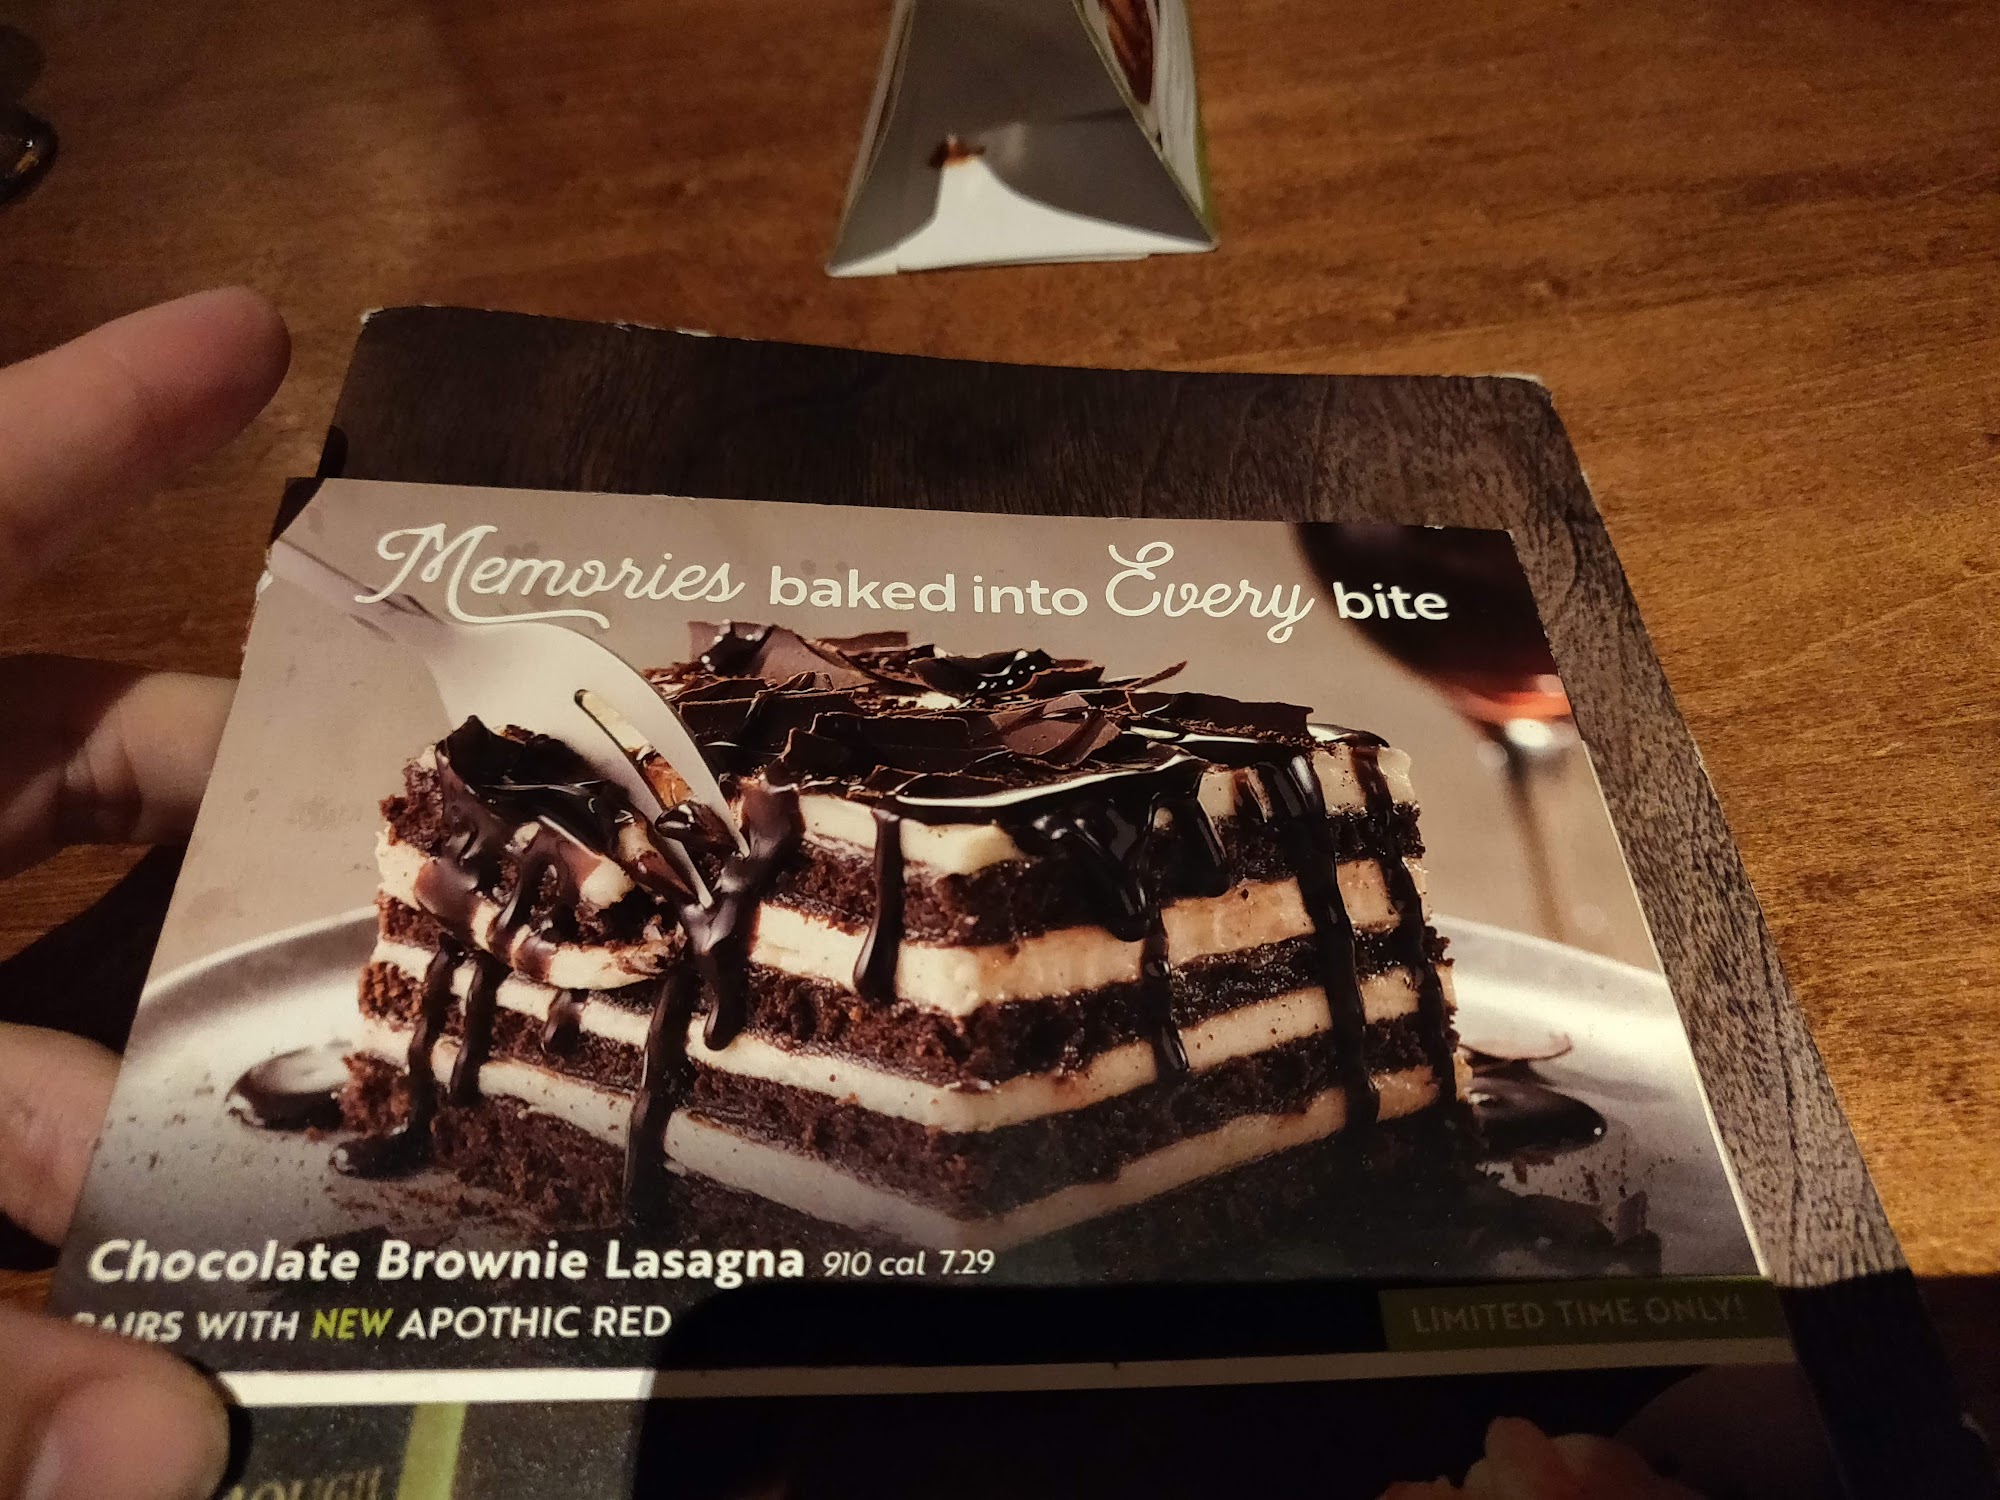 Memories baked into Every bite
Chocolate Brownie Lasagna 910 cal 7.29
PAIRS WITH NEW APOTHIC RED
LIMITED TIME ONLY!